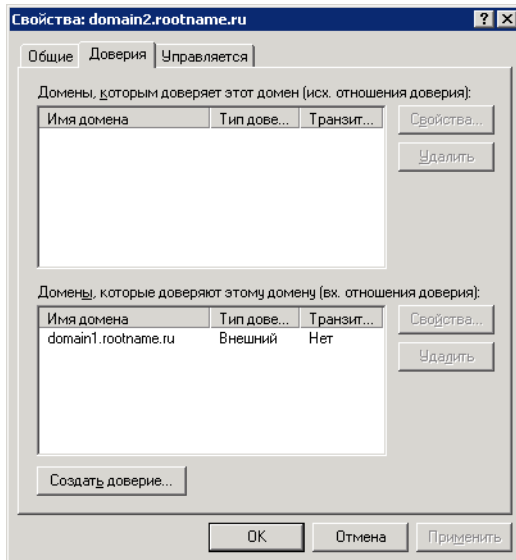 Свойства: domain2.rootname.ru
Общие Доверия Управляется
Домены, которым доверяет этот домен (исх. отношения доверия):
Имя домена Тип дове... Транзит... Свойства...
Удалить
Домены, которые доверяют этому домену (вх. отношения доверия):
Имя домена Тип дове... Транзит... Свойства...
domain1.rootname.ru Внешний Нет
Удалить
Создать доверие...
OK Отмена Применить